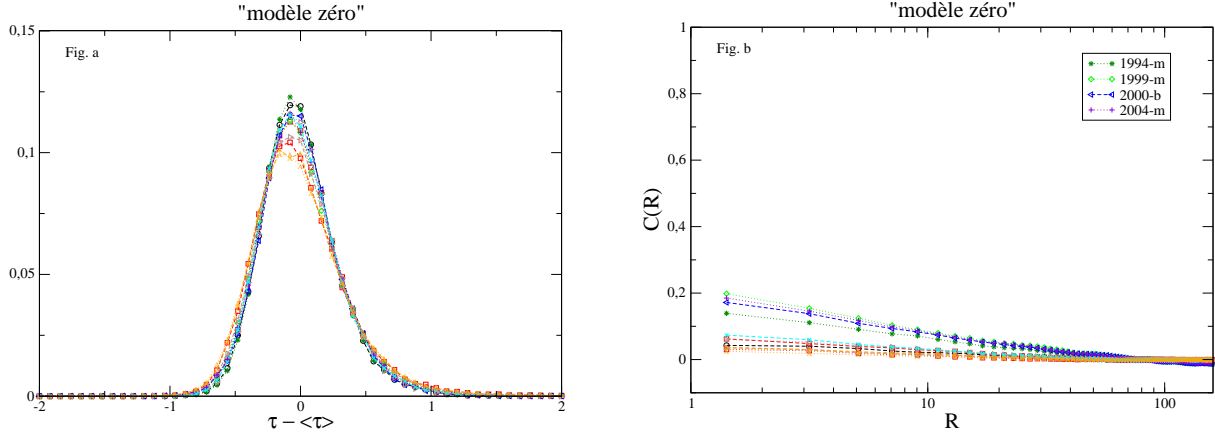 "modèle zéro"
Fig. a
0,15
0,1
0,05
0
-2
-1
0
1
2
τ − <τ>
"modèle zéro"
Fig. b
1994-m
1999-m
2000-b
2004-m
1
0,8
0,6
0,4
0,2
0
C(R)
1
10
100
R